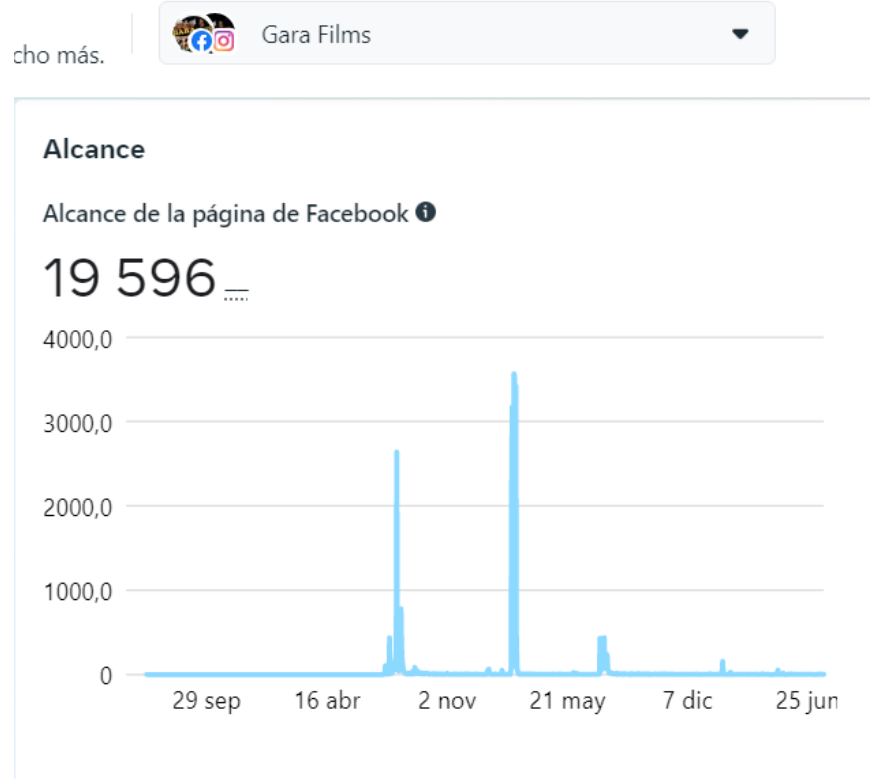 Gara Films
cho más.
Alcance
Alcance de la página de Facebook
19 596 __
4000,0
3000,0
2000,0
1000,0
0
29 sep 16 abr 2 nov 21 may 7 dic 25 jun